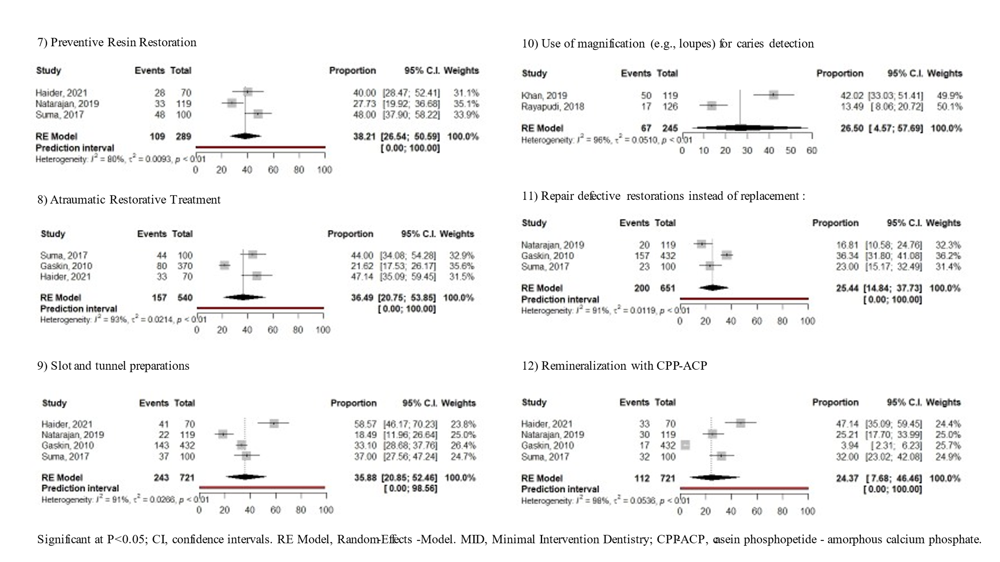 7) Preventive Resin Restoration
Study Events Total Proportion 95% C.I. Weights
Haider, 2021 28 70 40.00 [28.47; 52.41] 31.1%
Natarajan, 2019 33 119 27.73 [19.92; 36.68] 35.1%
Suma, 2017 48 100 48.00 [37.90; 58.22] 33.9%
RE Model 109 289 38.21 [26.54; 50.59] 100.0%
Prediction interval [ 0.00; 100.00]
Heterogeneity: I² = 80%, τ² = 0.0093, p < 0.01
0 20 40 60 80 100
8) Atraumatic Restorative Treatment
Study Events Total Proportion 95% C.I. Weights
Suma, 2017 44 100 44.00 [34.08; 54.28] 32.9%
Gaskin, 2010 80 370 21.62 [17.53; 26.17] 35.6%
Haider, 2021 33 70 47.14 [35.09; 59.45] 31.5%
RE Model 157 540 36.49 [20.75; 53.85] 100.0%
Prediction interval [ 0.00; 100.00]
Heterogeneity: I² = 93%, τ² = 0.0214, p < 0.01
0 20 40 60 80 100
9) Slot and tunnel preparations
Study Events Total Proportion 95% C.I. Weights
Haider, 2021 41 70 58.57 [46.17; 70.23] 23.8%
Natarajan, 2019 22 119 18.49 [11.96; 26.64] 25.0%
Gaskin, 2010 143 432 33.10 [28.68; 37.76] 26.4%
Suma, 2017 37 100 37.00 [27.56; 47.24] 24.7%
RE Model 243 721 35.88 [20.85; 52.46] 100.0%
Prediction interval [ 0.00; 98.56]
Heterogeneity: I² = 91%, τ² = 0.0266, p < 0.01
0 20 40 60 80 100
10) Use of magnification (e.g., loupes) for caries detection
Study Events Total Proportion 95% C.I. Weights
Khan, 2019 50 119 42.02 [33.03; 51.41] 49.9%
Rayapudi, 2018 17 126 13.49 [ 8.06; 20.72] 50.1%
RE Model 67 245 26.50 [ 4.57; 57.69] 100.0%
Heterogeneity: I² = 96%, τ² = 0.0510, p < 0.01
0 10 20 30 40 50 60
11) Repair defective restorations instead of replacement :
Study Events Total Proportion 95% C.I. Weights
Natarajan, 2019 20 119 16.81 [10.58; 24.76] 32.3%
Gaskin, 2010 157 432 36.34 [31.80; 41.08] 36.2%
Suma, 2017 23 100 23.00 [15.17; 32.49] 31.4%
RE Model 200 651 25.44 [14.84; 37.73] 100.0%
Prediction interval [ 0.00; 100.00]
Heterogeneity: I² = 91%, τ² = 0.0119, p < 0.01
0 20 40 60 80 100
12) Remineralization with CPP-ACP
Study Events Total Proportion 95% C.I. Weights
Haider, 2021 33 70 47.14 [35.09; 59.45] 24.4%
Natarajan, 2019 30 119 25.21 [17.70; 33.99] 25.0%
Gaskin, 2010 17 432 3.94 [ 2.31; 6.23] 25.7%
Suma, 2017 32 100 32.00 [23.02; 42.08] 24.9%
RE Model 112 721 24.37 [ 7.68; 46.46] 100.0%
Prediction interval [ 0.00; 100.00]
Heterogeneity: I² = 98%, τ² = 0.0536, p < 0.01
0 20 40 60 80 100
Significant at P<0.05; CI, confidence intervals. RE Model, Random-Effects -Model. MID, Minimal Intervention Dentistry; CPP-ACP, casein phosphopetide - amorphous calcium phosphate.